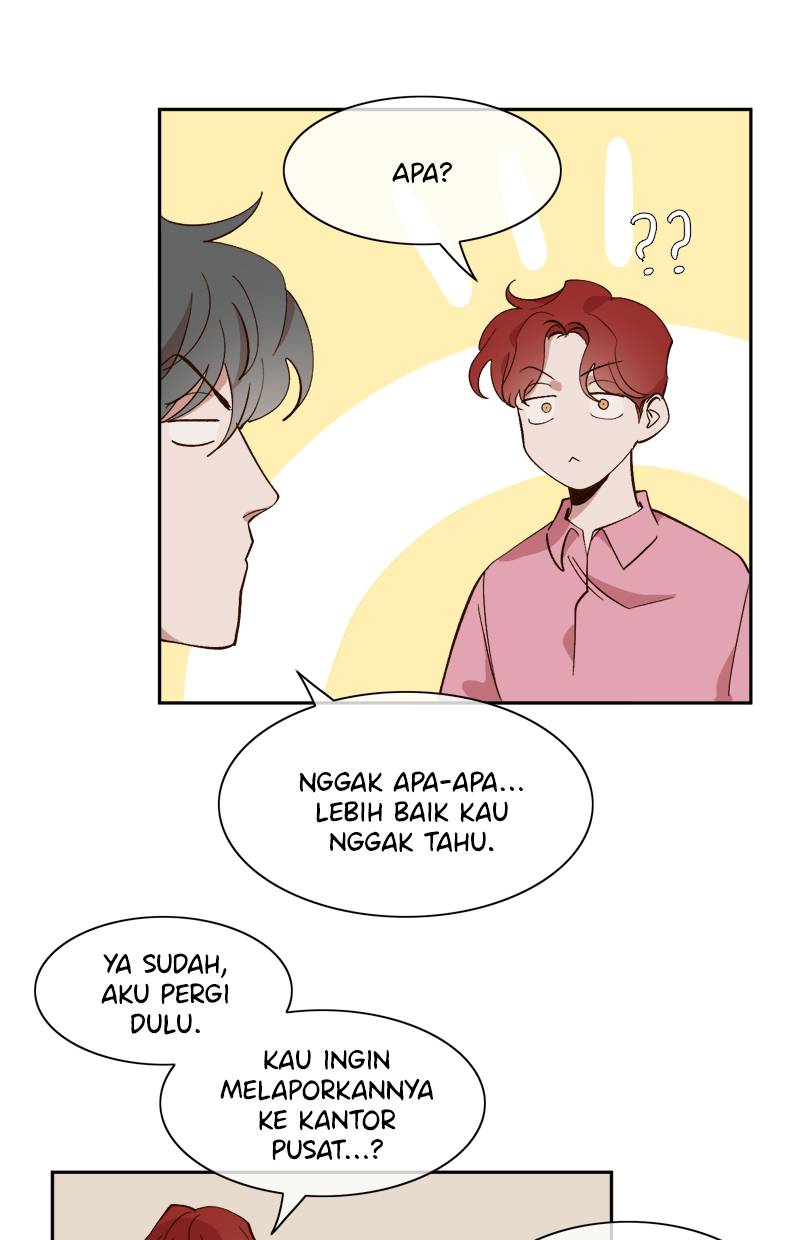 APA?
??
NGGAK APA-APA...
LEBIH BAIK KAU
NGGAK TAHU.
YA SUDAH,
AKU PERGI
DULU.
KAU INGIN
MELAPORKANNYA
KE KANTOR
PUSAT...?